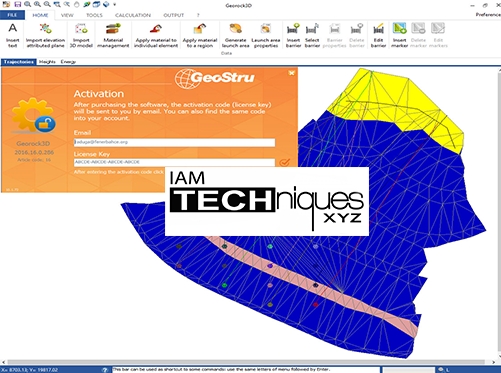 Georock3D
FILE HOME VIEW TOOLS CALCULATION OUTPUT Preference
Insert text
Import elevation attributed plane
Import 3D model
Material management
Apply material to individual element
Apply material to a region
Generate launch area
Launch area properties
Insert barrier
Select barrier
Barrier properties
Delete barrier
Edit barrier
Insert marker
Delete marker
Edit markers
Data
Trajectories Heights Energy
GeoStru
Activation
After purchasing the software, the activation code (license key)
will be sent to you by email. You can also find the same code
into your account.
Email
License Key
ABCDE-ABCDE-ABCDE-ABCDE
After entering the activation code click
Georock3D
2016.16.0.266
IAM
TECHniques
XYZ
X= 8703.13, Y= 19817.02
This bar can be used as shortcut to some commands: use the same letters of menu followed by Enter.
L